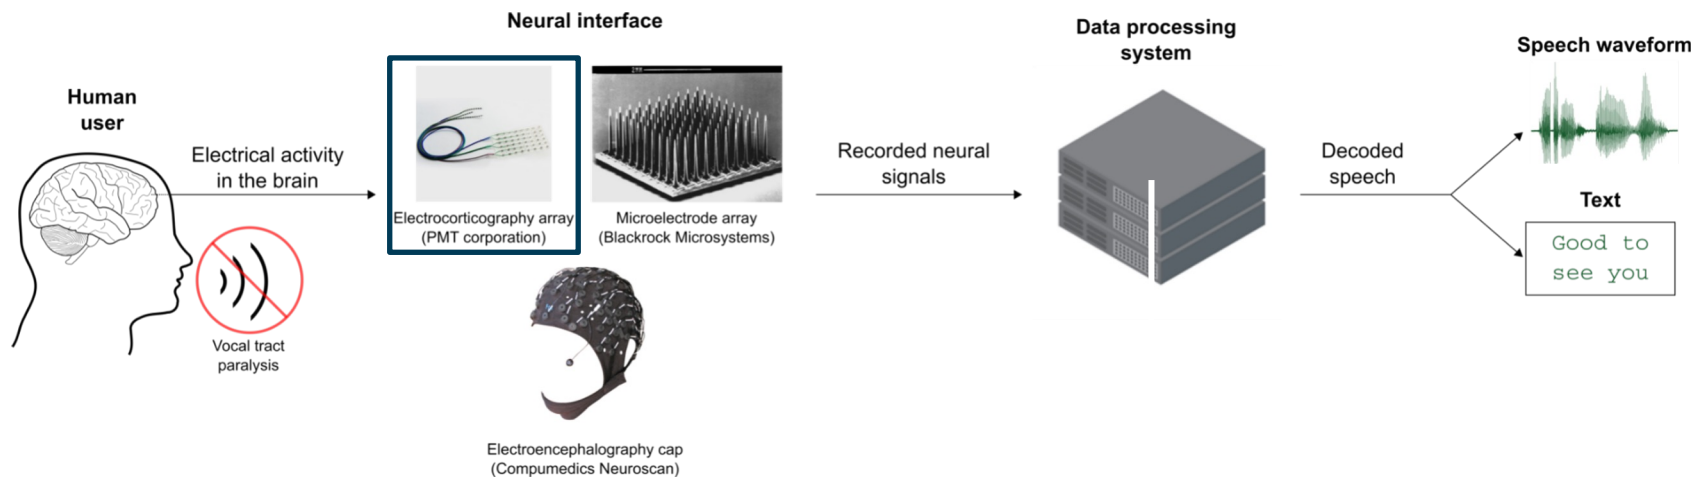 Human
user
Electrical activity
in the brain
Vocal tract
paralysis
Neural interface
Electrocorticography array
(PMT corporation)
Microelectrode array
(Blackrock Microsystems)
Electroencephalography cap
(Compumedics Neuroscan)
Recorded neural
signals
Data processing
system
Decoded
speech
Speech waveform
Text
Good to
see you